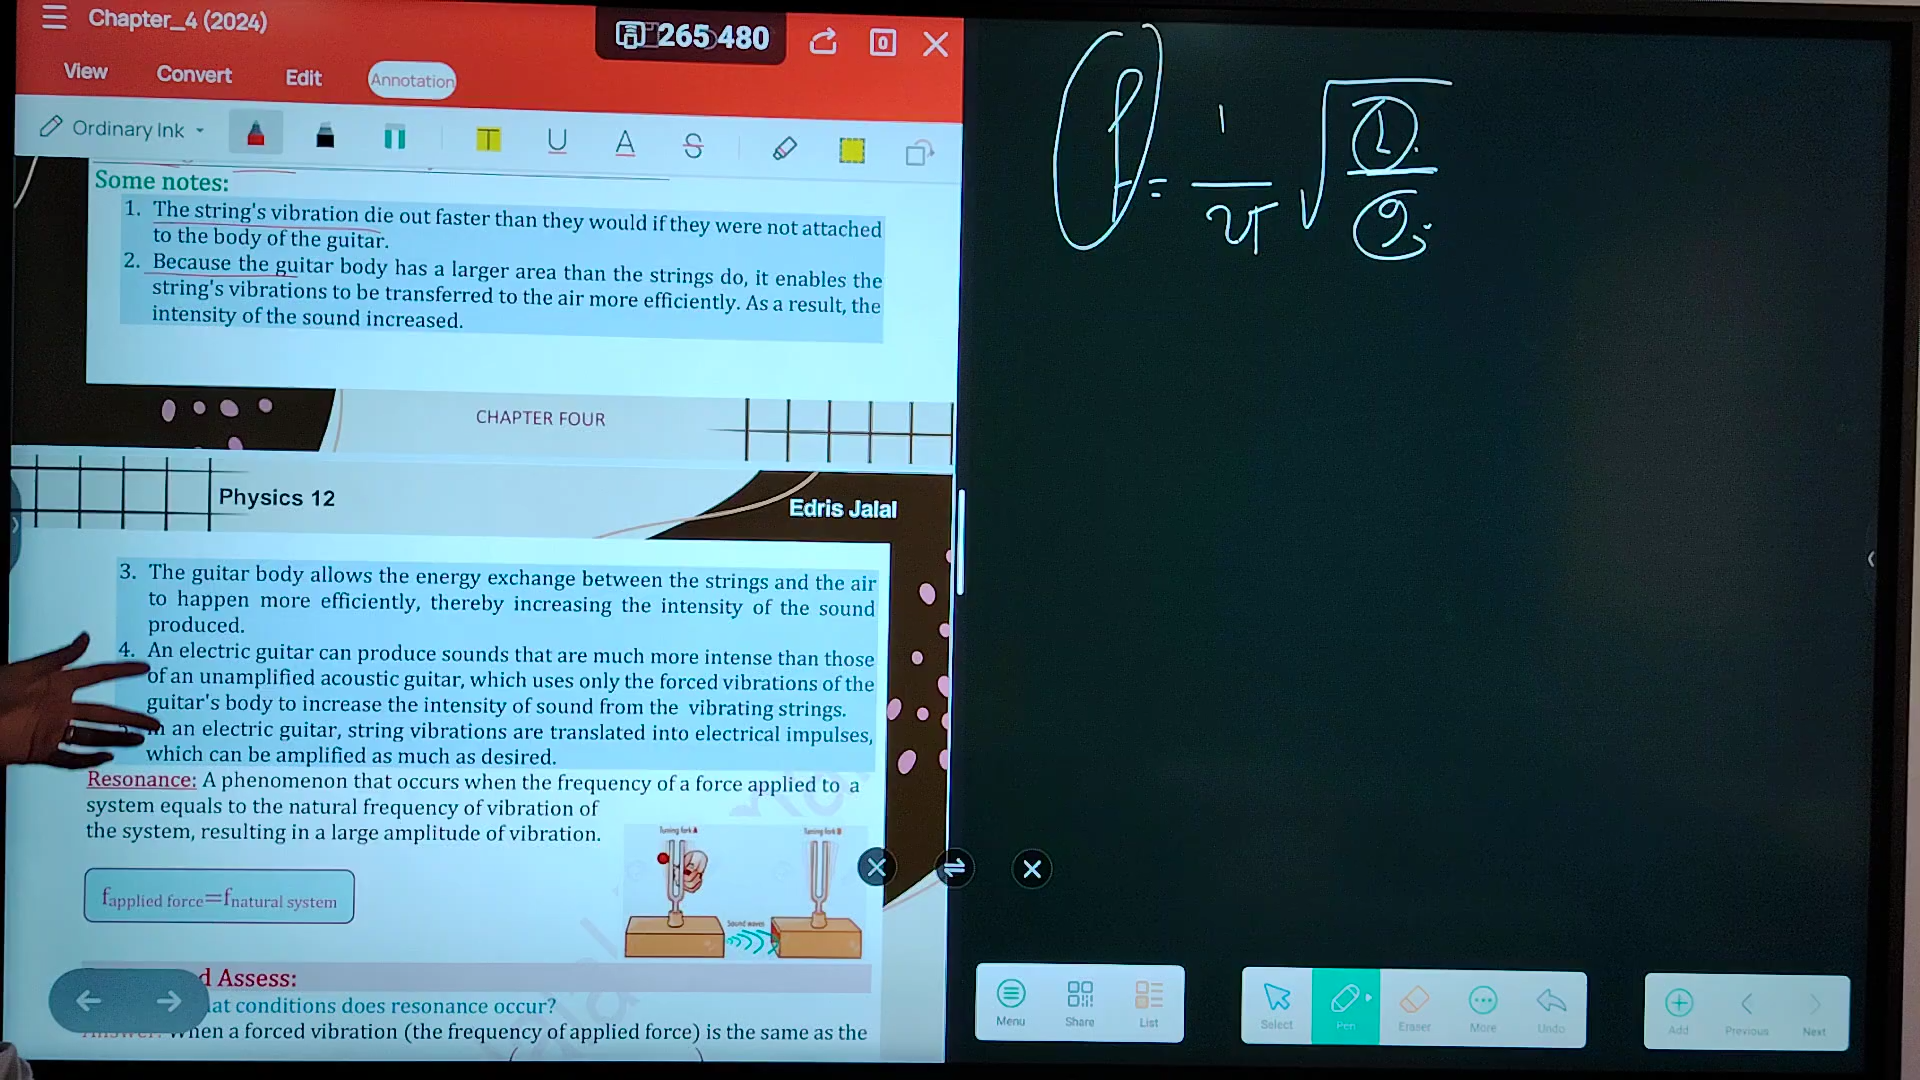 Chapter_4 (2024)
265 480
View Convert Edit Annotation
Ordinary Ink
Some notes:
1. The string's vibration die out faster than they would if they were not attached
to the body of the guitar.
2. Because the guitar body has a larger area than the strings do, it enables the
string's vibrations to be transferred to the air more efficiently. As a result, the
intensity of the sound increased.
CHAPTER FOUR
Physics 12
Edris Jalal
3. The guitar body allows the energy exchange between the strings and the air
to happen more efficiently, thereby increasing the intensity of the sound
produced.
4. An electric guitar can produce sounds that are much more intense than those
of an unamplified acoustic guitar, which uses only the forced vibrations of the
guitar's body to increase the intensity of sound from the vibrating strings.
an electric guitar, string vibrations are translated into electrical impulses,
which can be amplified as much as desired.
Resonance: A phenomenon that occurs when the frequency of a force applied to a
system equals to the natural frequency of vibration of
the system, resulting in a large amplitude of vibration.
Tuning fork A
Tuning fork B
Sound waves
f applied force=f natural system
d Assess:
at conditions does resonance occur?
a forced vibration (the frequency of applied force) is the same as the
Menu Share List
Select Pen Eraser More Undo
Add Previous Next